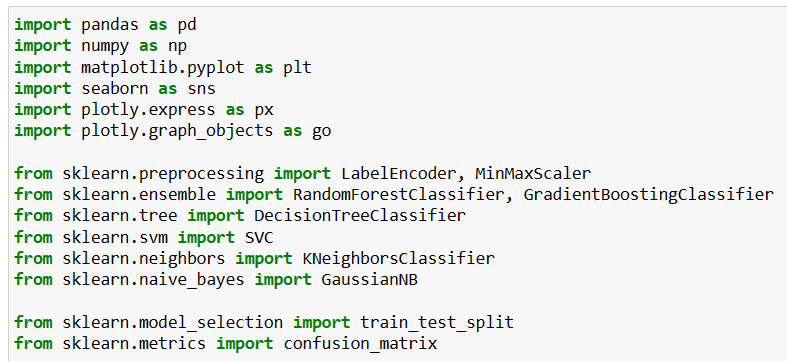 import pandas as pd
import numpy as np
import matplotlib.pyplot as plt
import seaborn as sns
import plotly.express as px
import plotly.graph_objects as go
from sklearn.preprocessing import LabelEncoder, MinMaxScaler
from sklearn.ensemble import RandomForestClassifier, GradientBoostingClassifier
from sklearn.tree import DecisionTreeClassifier
from sklearn.svm import SVC
from sklearn.neighbors import KNeighborsClassifier
from sklearn.naive_bayes import GaussianNB
from sklearn.model_selection import train_test_split
from sklearn.metrics import confusion_matrix